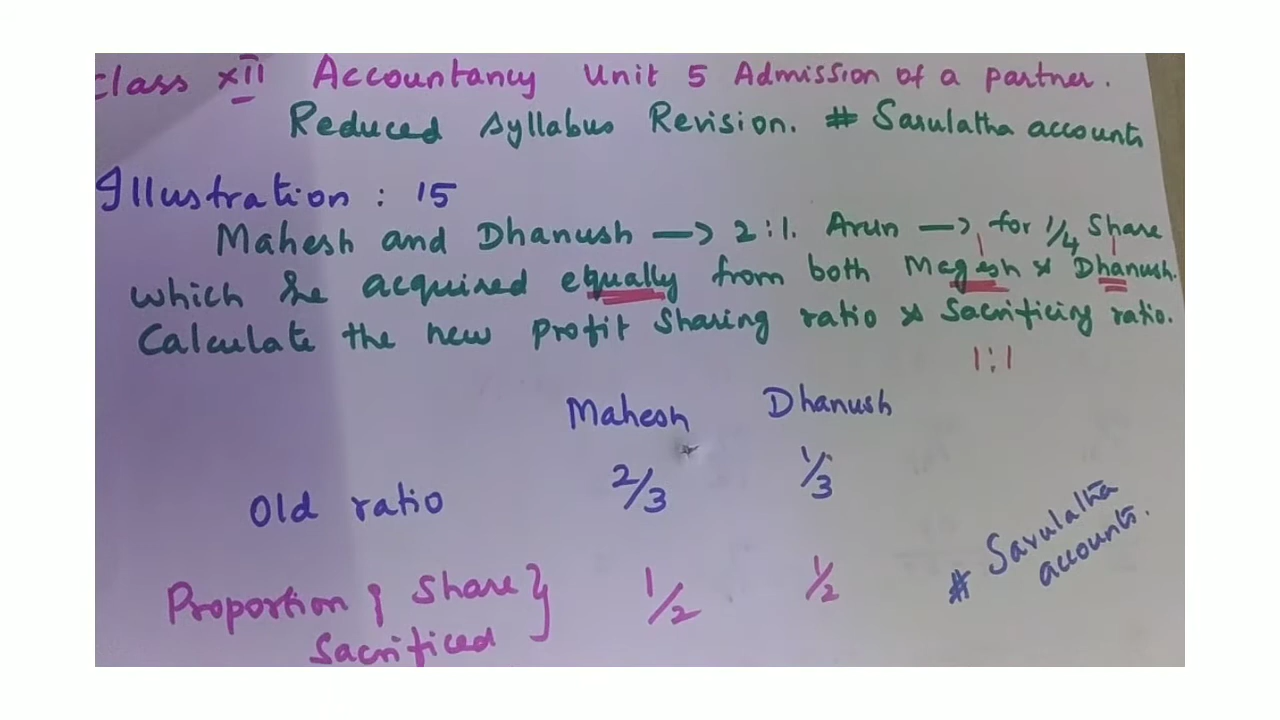 Class XII Accountancy Unit 5 Admission of a partner.
Reduced Syllabus Revision. # Sarulatha accounts
Illustration : 15
Mahesh and Dhanush → 2:1. Arun → for 1/4 Share
which he acquired equally from both Magesh & Dhanush.
Calculate the new profit sharing ratio & Sacrificing ratio.
1:1
Mahesh Dhanush
Old ratio 2/3 1/3
# Sarulatha
accounts.
Proportion of Share } 1/2 1/2
Sacrificed